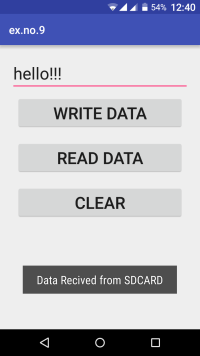 54% 12:40
ex.no.9
hello!!!
WRITE DATA
READ DATA
CLEAR
Data Recived from SDCARD